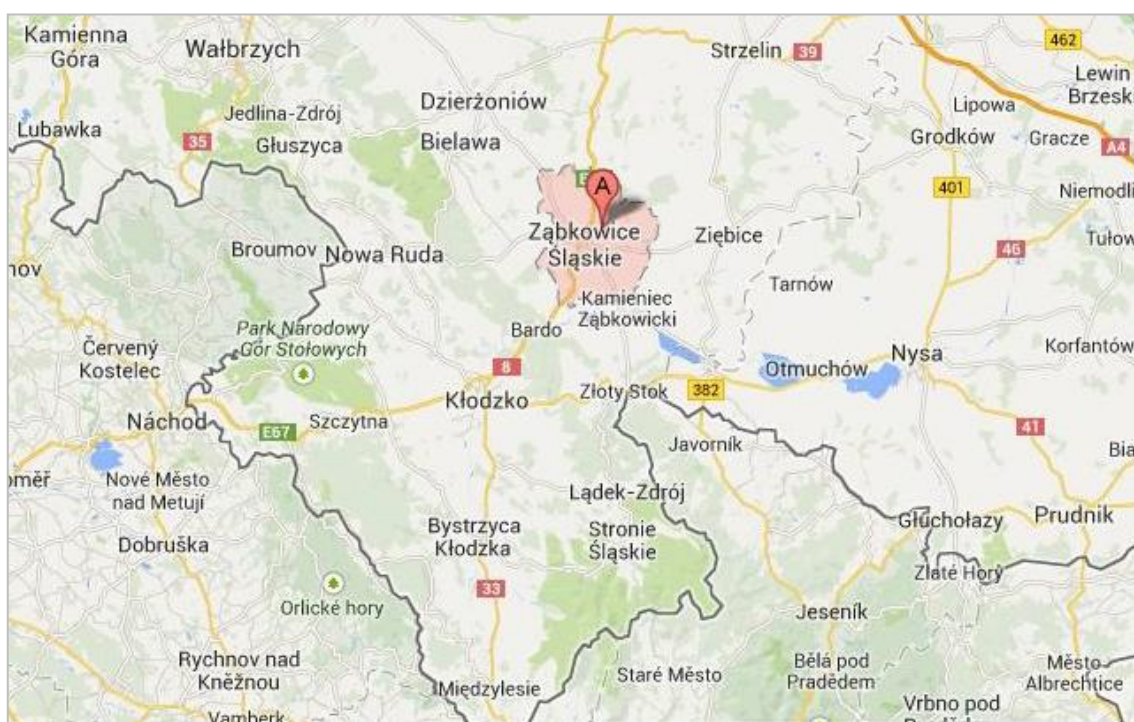 Kamienna
Góra
Wałbrzych
Strzelin
39
462
Lewin
Brzesk
Jedlina-Zdrój
Dzierżoniów
Lipowa
Lubawka
35
Głuszyca
Bielawa
Grodków
Gracze
A4
E
A
401
Niemodli
Broumov
Nowa Ruda
Ząbkowice
Śląskie
Ziębice
46
Tułow
nov
Tarnów
Kamieniec
Ząbkowicki
Park Narodowy
Gór Stołowych
Bardo
Červený
Kostelec
8
Otmuchów
Nysa
Korfantów
Kłodzko
Złoty Stok
382
Náchod
E67
Szczytna
Javorník
41
Bia
oměř
Nové Město
nad Metují
Lądek-Zdrój
Dobruška
Bystrzyca
Kłodzka
Stronie
Śląskie
Głuchołazy
Prudnik
Zlaté Hory
33
Orlické hory
Jeseník
Rychnov nad
Kněžnou
Międzylesie
Staré Město
Bělá pod
Pradědem
Město
Albrechtice
Vamberk
Vrbno pod